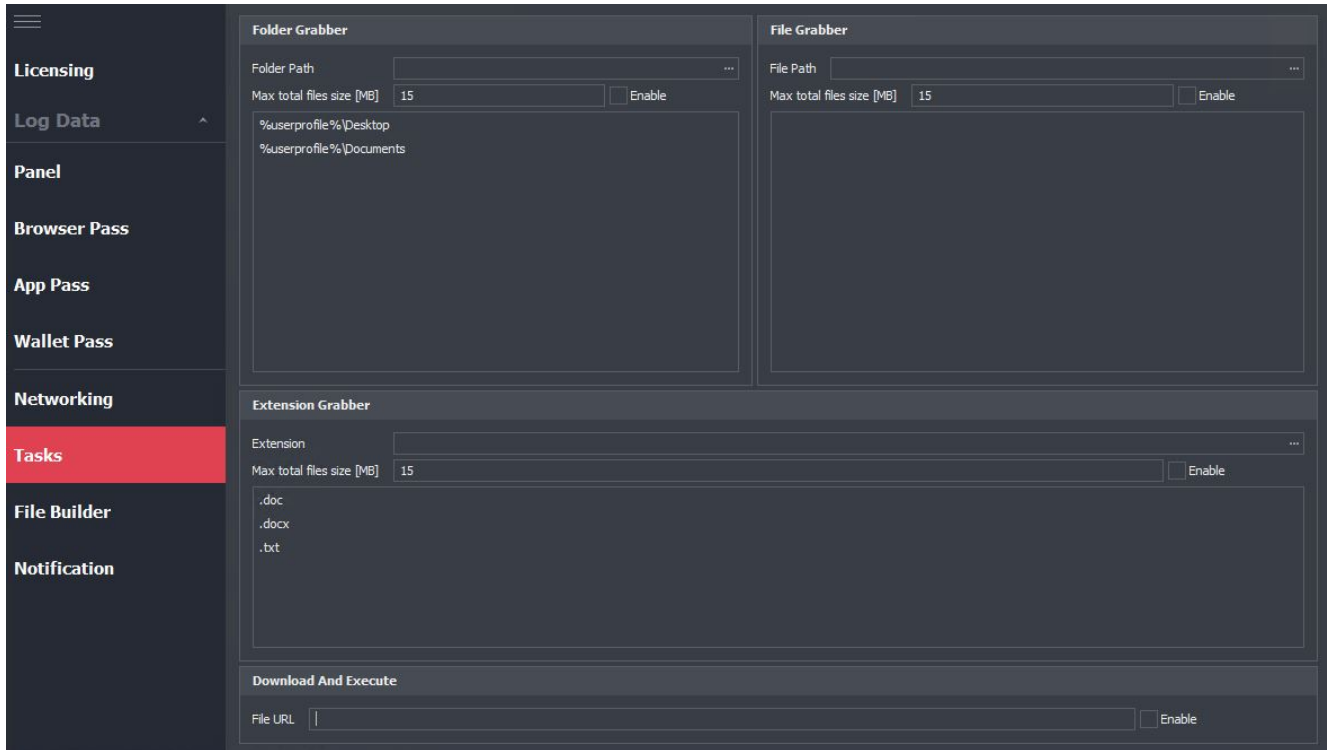 Licensing
Log Data
Panel
Browser Pass
App Pass
Wallet Pass
Networking
Tasks
File Builder
Notification
Folder Grabber
Folder Path ...
Max total files size [MB] 15 Enable
%userprofile%\Desktop
%userprofile%\Documents
File Grabber
File Path ...
Max total files size [MB] 15 Enable
Extension Grabber
Extension ...
Max total files size [MB] 15 Enable
.doc
.docx
.txt
Download And Execute
File URL Enable